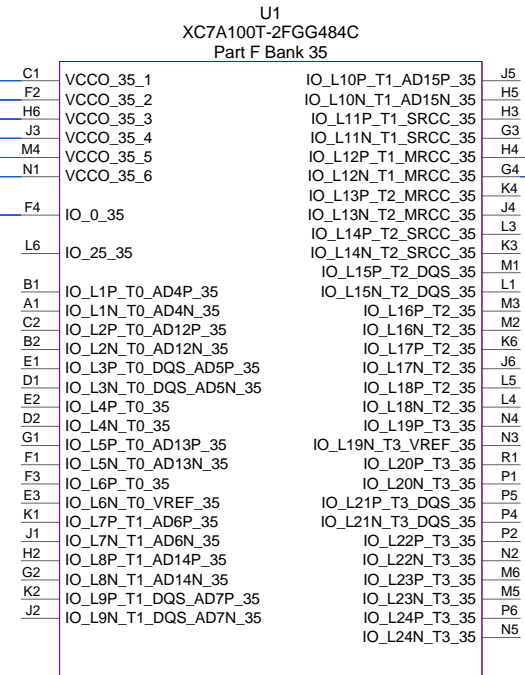 U1
XC7A100T-2FGG484C
Part F Bank 35
C1 VCCO_35_1
F2 VCCO_35_2
H6 VCCO_35_3
J3 VCCO_35_4
M4 VCCO_35_5
N1 VCCO_35_6
F4 IO_0_35
L6 IO_25_35
B1 IO_L1P_T0_AD4P_35
A1 IO_L1N_T0_AD4N_35
C2 IO_L2P_T0_AD12P_35
B2 IO_L2N_T0_AD12N_35
E1 IO_L3P_T0_DQS_AD5P_35
D1 IO_L3N_T0_DQS_AD5N_35
E2 IO_L4P_T0_35
D2 IO_L4N_T0_35
G1 IO_L5P_T0_AD13P_35
F1 IO_L5N_T0_AD13N_35
F3 IO_L6P_T0_35
E3 IO_L6N_T0_VREF_35
K1 IO_L7P_T1_AD6P_35
J1 IO_L7N_T1_AD6N_35
H2 IO_L8P_T1_AD14P_35
G2 IO_L8N_T1_AD14N_35
K2 IO_L9P_T1_DQS_AD7P_35
J2 IO_L9N_T1_DQS_AD7N_35
IO_L10P_T1_AD15P_35 J5
IO_L10N_T1_AD15N_35 H5
IO_L11P_T1_SRCC_35 H3
IO_L11N_T1_SRCC_35 G3
IO_L12P_T1_MRCC_35 H4
IO_L12N_T1_MRCC_35 G4
IO_L13P_T2_MRCC_35 K4
IO_L13N_T2_MRCC_35 J4
IO_L14P_T2_SRCC_35 L3
IO_L14N_T2_SRCC_35 K3
IO_L15P_T2_DQS_35 M1
IO_L15N_T2_DQS_35 L1
IO_L16P_T2_35 M3
IO_L16N_T2_35 M2
IO_L17P_T2_35 K6
IO_L17N_T2_35 J6
IO_L18P_T2_35 L5
IO_L18N_T2_35 L4
IO_L19P_T3_35 N4
IO_L19N_T3_VREF_35 N3
IO_L20P_T3_35 R1
IO_L20N_T3_35 P1
IO_L21P_T3_DQS_35 P5
IO_L21N_T3_DQS_35 P4
IO_L22P_T3_35 P2
IO_L22N_T3_35 N2
IO_L23P_T3_35 M6
IO_L23N_T3_35 M5
IO_L24P_T3_35 P6
IO_L24N_T3_35 N5